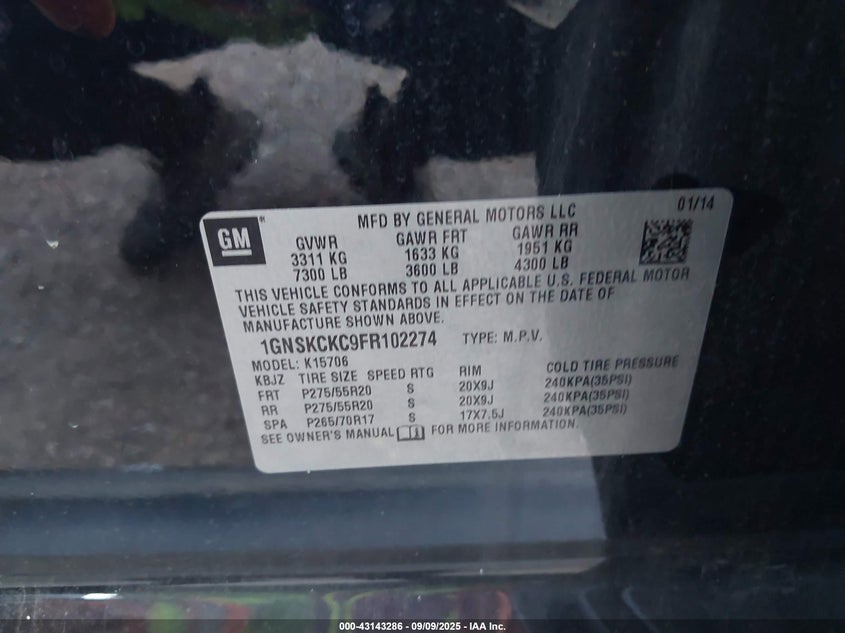 GM
MFD BY GENERAL MOTORS LLC 01/14
GVWR GAWR FRT GAWR RR
3311 KG 1633 KG 1951 KG
7300 LB 3600 LB 4300 LB
THIS VEHICLE CONFORMS TO ALL APPLICABLE U.S. FEDERAL MOTOR
VEHICLE SAFETY STANDARDS IN EFFECT ON THE DATE OF
MANUFACTURE SHOWN ABOVE.
1GNSKCKC9FR102274 TYPE: M.P.V.
MODEL: K15706
KBJZ TIRE SIZE SPEED RTG RIM COLD TIRE PRESSURE
FRT P275/55R20 S 20X9J 240KPA(35PSI)
RR P275/55R20 S 20X9J 240KPA(35PSI)
SPA P265/70R17 S 17X7.5J 240KPA(35PSI)
SEE OWNER'S MANUAL FOR MORE INFORMATION.
000-43143286 - 09/09/2025 - IAA Inc.